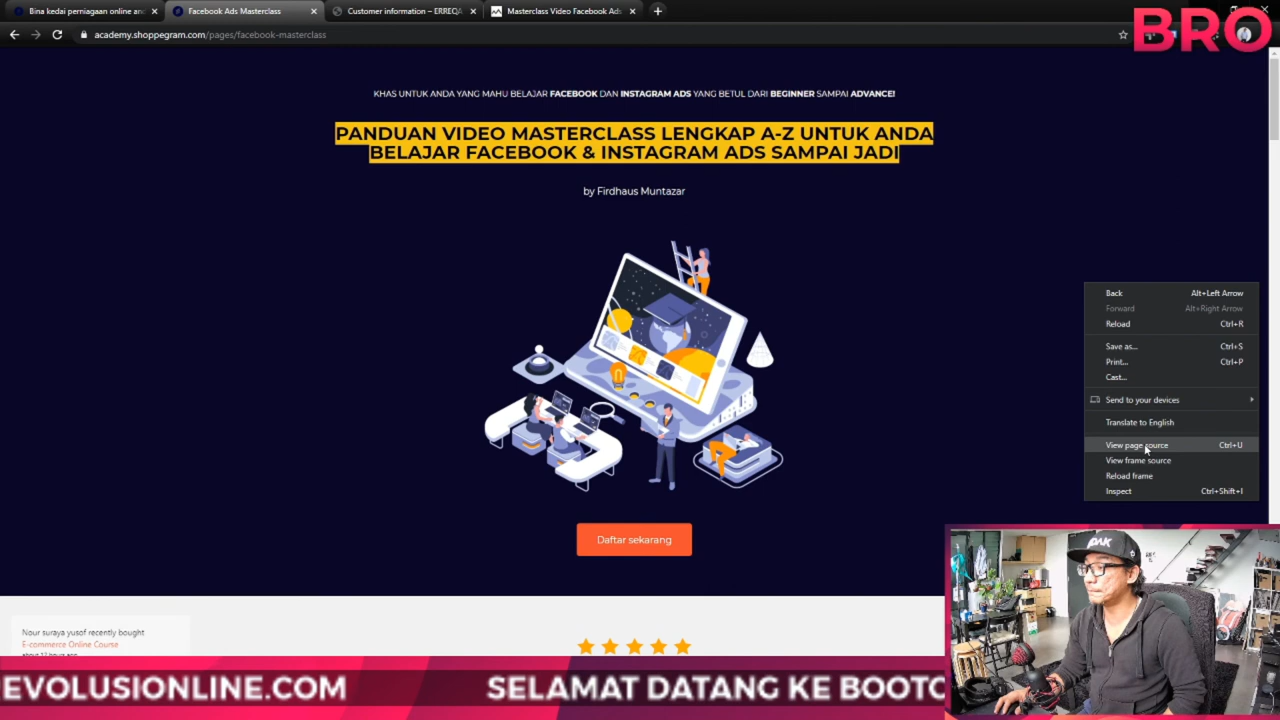 Bina kedai perniagaan online an
Facebook Ads Masterclass
Customer information – ERREQA
Masterclass Video Facebook Ads
academy.shoppegram.com/pages/facebook-masterclass
BRO
KHAS UNTUK ANDA YANG MAHU BELAJAR FACEBOOK DAN INSTAGRAM ADS YANG BETUL DARI BEGINNER SAMPAI ADVANCE!
PANDUAN VIDEO MASTERCLASS LENGKAP A-Z UNTUK ANDA
BELAJAR FACEBOOK & INSTAGRAM ADS SAMPAI JADI
by Firdhaus Muntazar
Back Alt+Left Arrow
Forward Alt+Right Arrow
Reload Ctrl+R
Save as... Ctrl+S
Print... Ctrl+P
Cast...
Send to your devices
Translate to English
View page source Ctrl+U
View frame source
Reload frame
Inspect Ctrl+Shift+I
Daftar sekarang
Nour suraya yusof recently bought
E-commerce Online Course
EVOLUSIONLINE.COM SELAMAT DATANG KE BOOTC